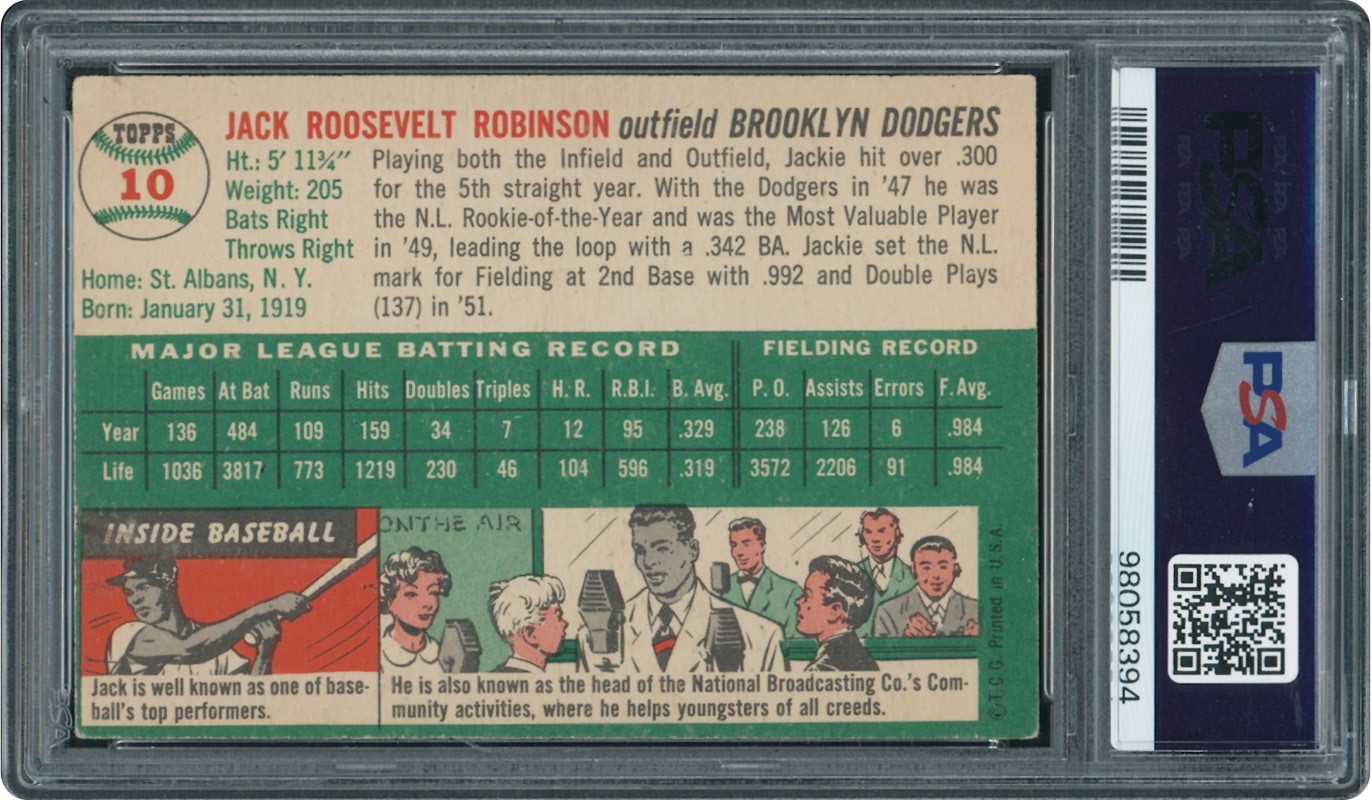 TOPPS
10
JACK ROOSEVELT ROBINSON outfield BROOKLYN DODGERS
Ht.: 5' 11¾"
Weight: 205
Bats Right
Throws Right
Home: St. Albans, N. Y.
Born: January 31, 1919
Playing both the Infield and Outfield, Jackie hit over .300
for the 5th straight year. With the Dodgers in '47 he was
the N.L. Rookie-of-the-Year and was the Most Valuable Player
in '49, leading the loop with a .342 BA. Jackie set the N.L.
mark for Fielding at 2nd Base with .992 and Double Plays
(137) in '51.
MAJOR LEAGUE BATTING RECORD FIELDING RECORD
Games At Bat Runs Hits Doubles Triples H. R. R.B.I. B. Avg. P. O. Assists Errors F. Avg.
Year 136 484 109 159 34 7 12 95 .329 238 126 6 .984
Life 1036 3817 773 1219 230 46 104 596 .319 3572 2206 91 .984
INSIDE BASEBALL
ON THE AIR
Jack is well known as one of base-
ball's top performers.
He is also known as the head of the National Broadcasting Co.'s Com-
munity activities, where he helps youngsters of all creeds.
© T. C. G. Printed in U. S. A.
PSA
PSA
98058394